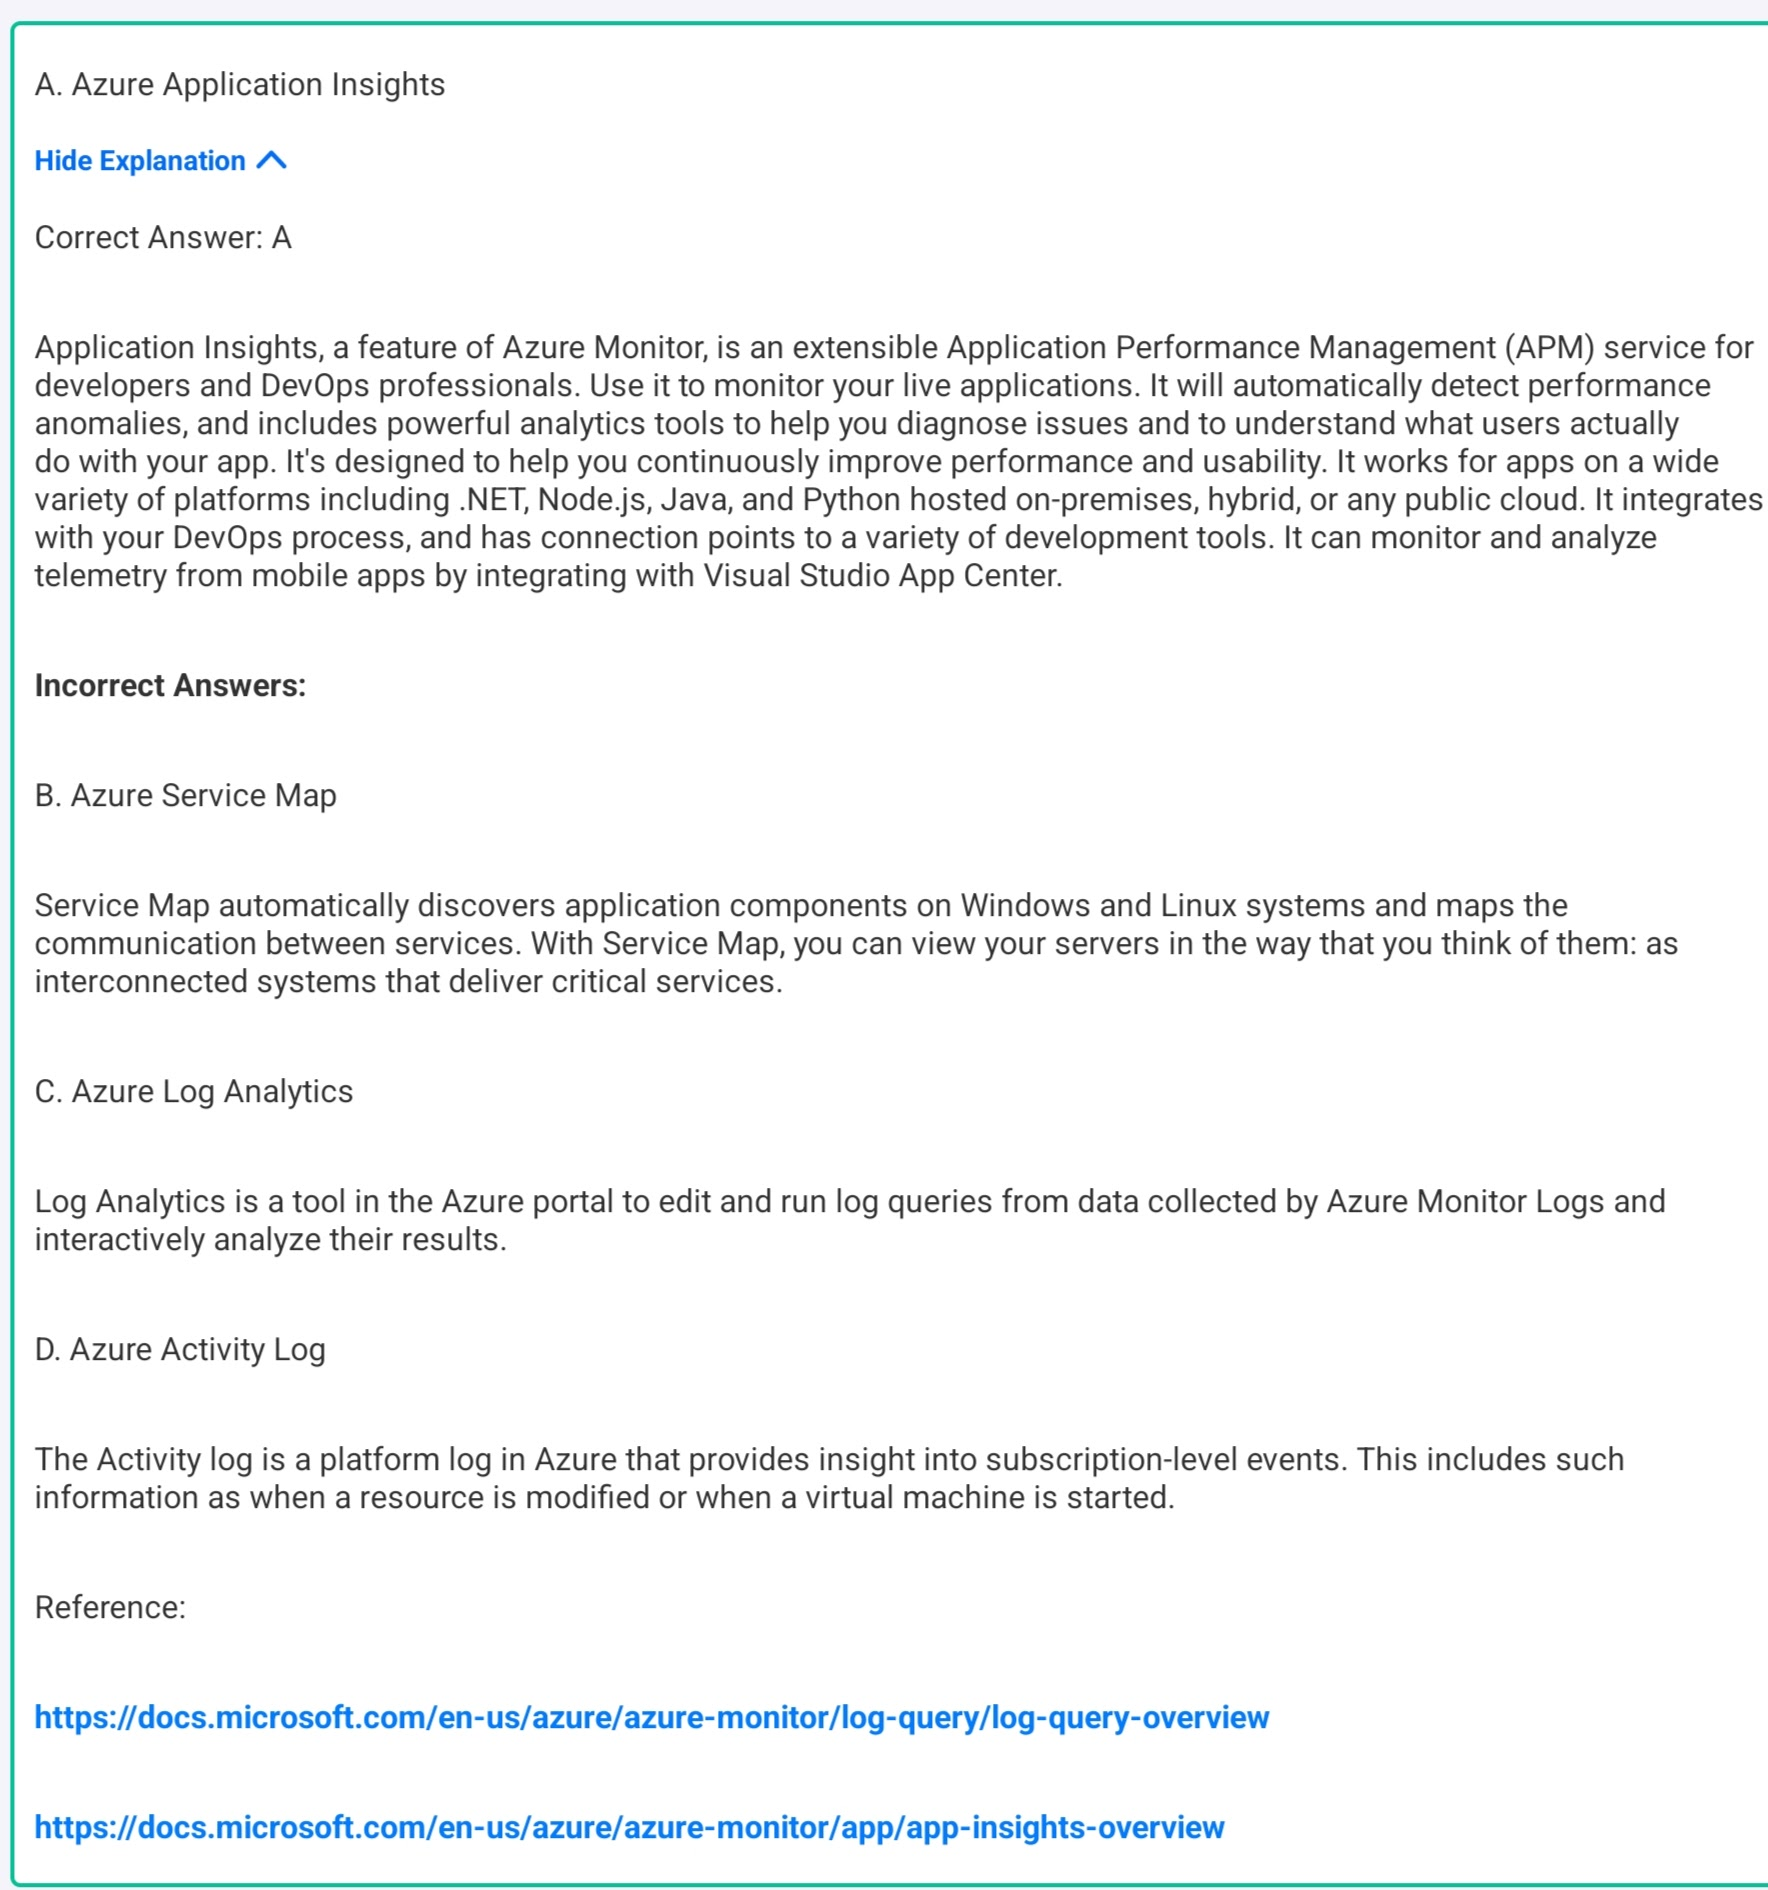 A. Azure Application Insights
Hide Explanation
Correct Answer: A
Application Insights, a feature of Azure Monitor, is an extensible Application Performance Management (APM) service for
developers and DevOps professionals. Use it to monitor your live applications. It will automatically detect performance
anomalies, and includes powerful analytics tools to help you diagnose issues and to understand what users actually
do with your app. It's designed to help you continuously improve performance and usability. It works for apps on a wide
variety of platforms including .NET, Node.js, Java, and Python hosted on-premises, hybrid, or any public cloud. It integrates
with your DevOps process, and has connection points to a variety of development tools. It can monitor and analyze
telemetry from mobile apps by integrating with Visual Studio App Center.
Incorrect Answers:
B. Azure Service Map
Service Map automatically discovers application components on Windows and Linux systems and maps the
communication between services. With Service Map, you can view your servers in the way that you think of them: as
interconnected systems that deliver critical services.
C. Azure Log Analytics
Log Analytics is a tool in the Azure portal to edit and run log queries from data collected by Azure Monitor Logs and
interactively analyze their results.
D. Azure Activity Log
The Activity log is a platform log in Azure that provides insight into subscription-level events. This includes such
information as when a resource is modified or when a virtual machine is started.
Reference:
https://docs.microsoft.com/en-us/azure/azure-monitor/log-query/log-query-overview
https://docs.microsoft.com/en-us/azure/azure-monitor/app/app-insights-overview